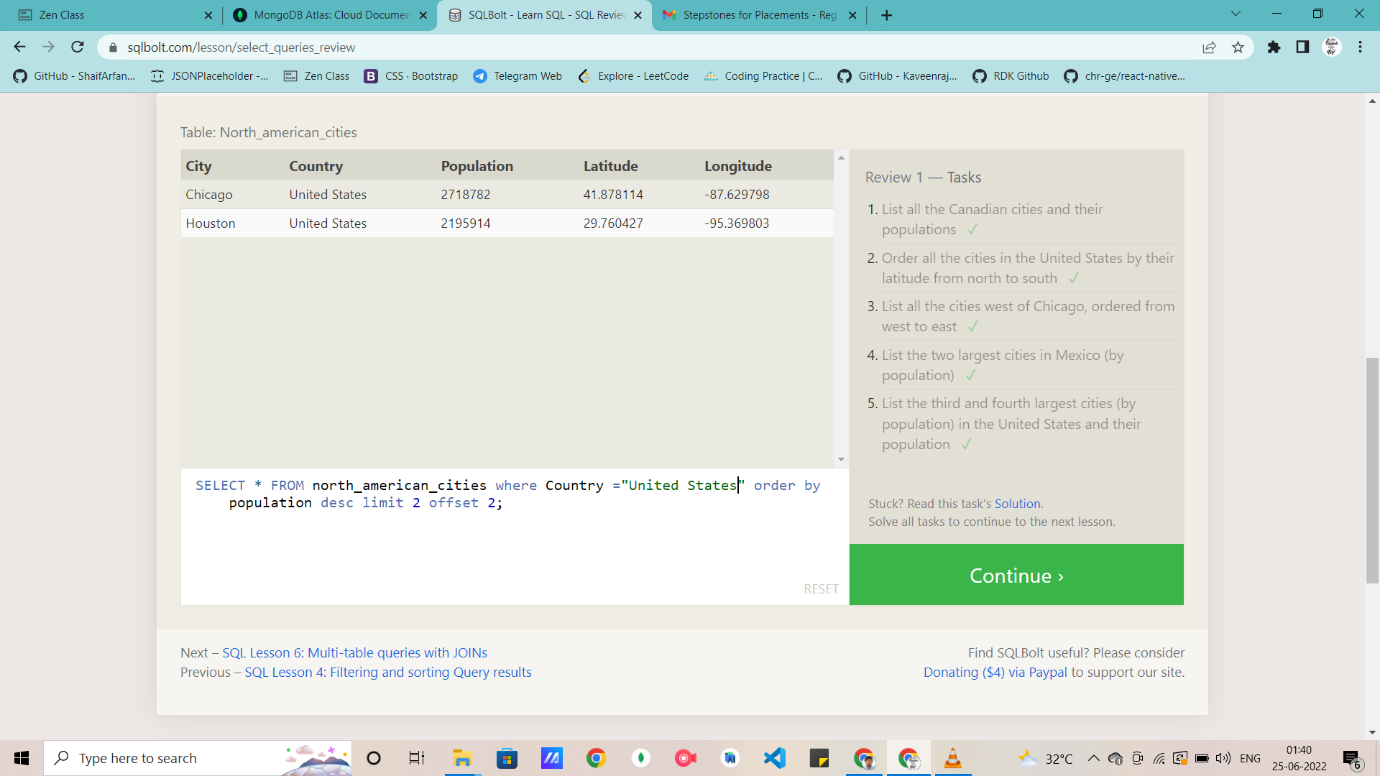 Zen Class
MongoDB Atlas: Cloud Documen
SQLBolt - Learn SQL - SQL Review
Stepstones for Placements - Reg
sqlbolt.com/lesson/select_queries_review
GitHub - ShaifArfan...
JSONPlaceholder -...
Zen Class
CSS · Bootstrap
Telegram Web
Explore - LeetCode
Coding Practice | C...
GitHub - Kaveenraj...
RDK Github
chr-ge/react-native...
Table: North_american_cities
City Country Population Latitude Longitude
Chicago United States 2718782 41.878114 -87.629798
Houston United States 2195914 29.760427 -95.369803
Review 1 — Tasks
1. List all the Canadian cities and their
populations ✓
2. Order all the cities in the United States by their
latitude from north to south ✓
3. List all the cities west of Chicago, ordered from
west to east ✓
4. List the two largest cities in Mexico (by
population) ✓
5. List the third and fourth largest cities (by
population) in the United States and their
population ✓
SELECT * FROM north_american_cities where Country ="United States" order by
population desc limit 2 offset 2;
RESET
Stuck? Read this task's Solution.
Solve all tasks to continue to the next lesson.
Continue ›
Next – SQL Lesson 6: Multi-table queries with JOINs
Previous – SQL Lesson 4: Filtering and sorting Query results
Find SQLBolt useful? Please consider
Donating ($4) via Paypal to support our site.
Type here to search
32°C
ENG
01:40
25-06-2022
6